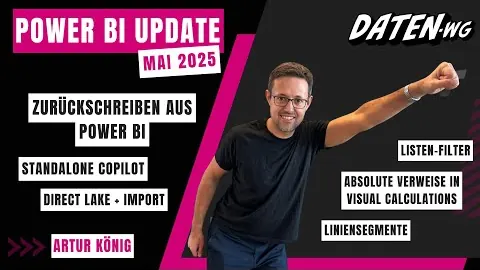 POWER BI UPDATE
MAI 2025
ZURÜCKSCHREIBEN AUS
POWER BI
STANDALONE COPILOT
DIRECT LAKE + IMPORT
ARTUR KÖNIG
DATEN-WG
LISTEN-FILTER
ABSOLUTE VERWEISE IN
VISUAL CALCULATIONS
LINIENSEGMENTE